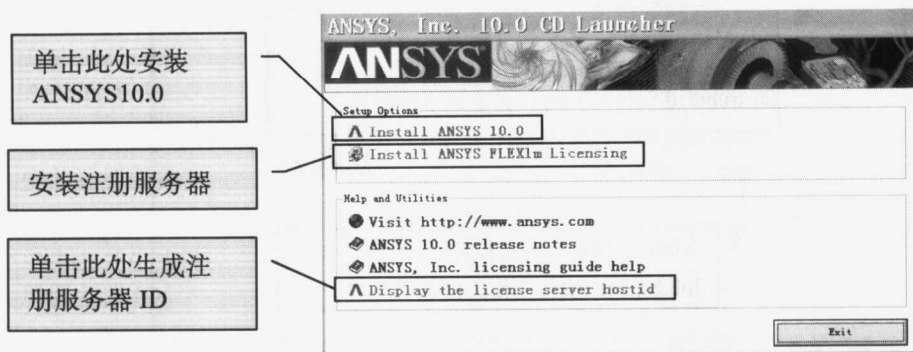 单击此处安装
ANSYS10.0
安装注册服务器
单击此处生成注
册服务器 ID
ANSYS, Inc. 10.0 CD Launcher
ANSYS
Setup Options
Install ANSYS 10.0
Install ANSYS FLEXlm Licensing
Help and Utilities
Visit http://www.ansys.com
ANSYS 10.0 release notes
ANSYS, Inc. licensing guide help
Display the license server hostid
Exit